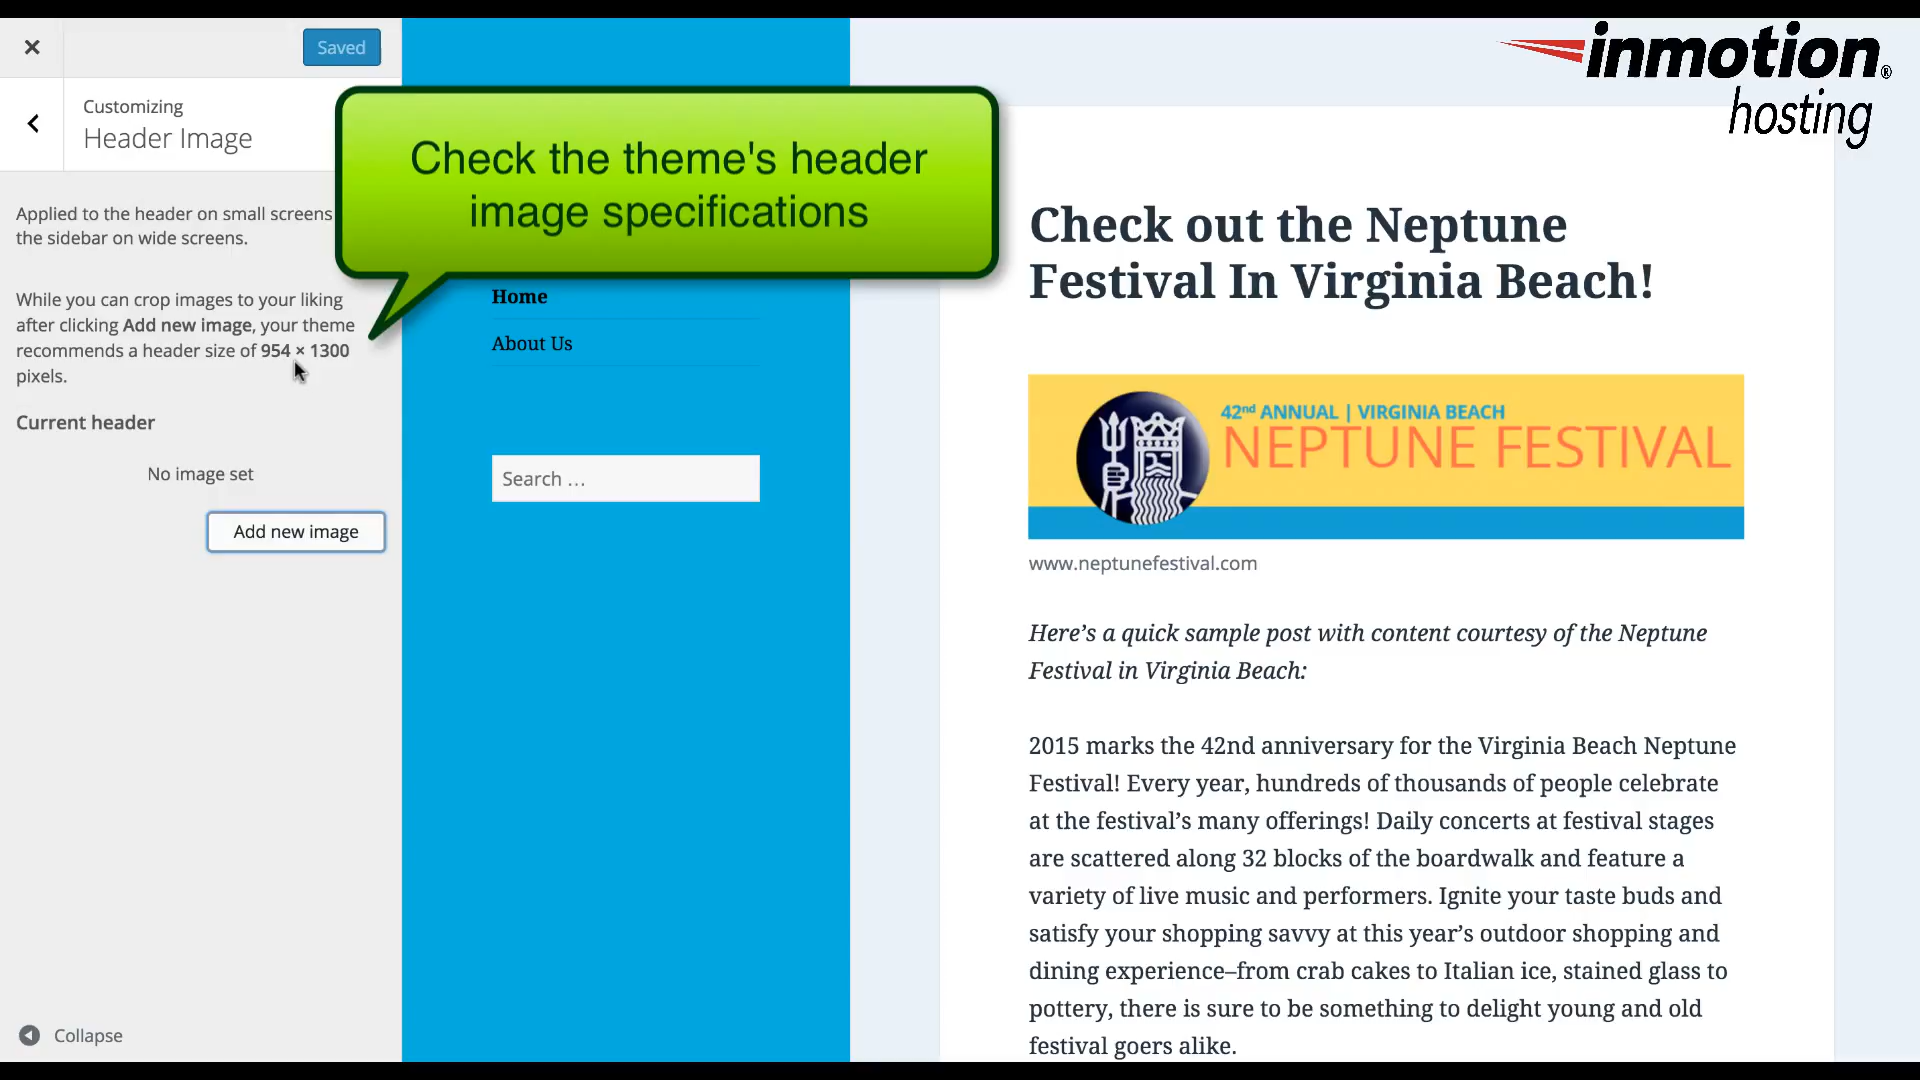 Saved
Customizing
Header Image
Applied to the header on small screens
the sidebar on wide screens.
While you can crop images to your liking
after clicking Add new image, your theme
recommends a header size of 954 × 1300
pixels.
Current header
No image set
Add new image
Collapse
Check the theme's header
image specifications
Home
About Us
Search …
inmotion®
hosting
Check out the Neptune
Festival In Virginia Beach!
42nd ANNUAL | VIRGINIA BEACH
NEPTUNE FESTIVAL
www.neptunefestival.com
Here’s a quick sample post with content courtesy of the Neptune
Festival in Virginia Beach:
2015 marks the 42nd anniversary for the Virginia Beach Neptune
Festival! Every year, hundreds of thousands of people celebrate
at the festival’s many offerings! Daily concerts at festival stages
are scattered along 32 blocks of the boardwalk and feature a
variety of live music and performers. Ignite your taste buds and
satisfy your shopping savvy at this year’s outdoor shopping and
dining experience–from crab cakes to Italian ice, stained glass to
pottery, there is sure to be something to delight young and old
festival goers alike.